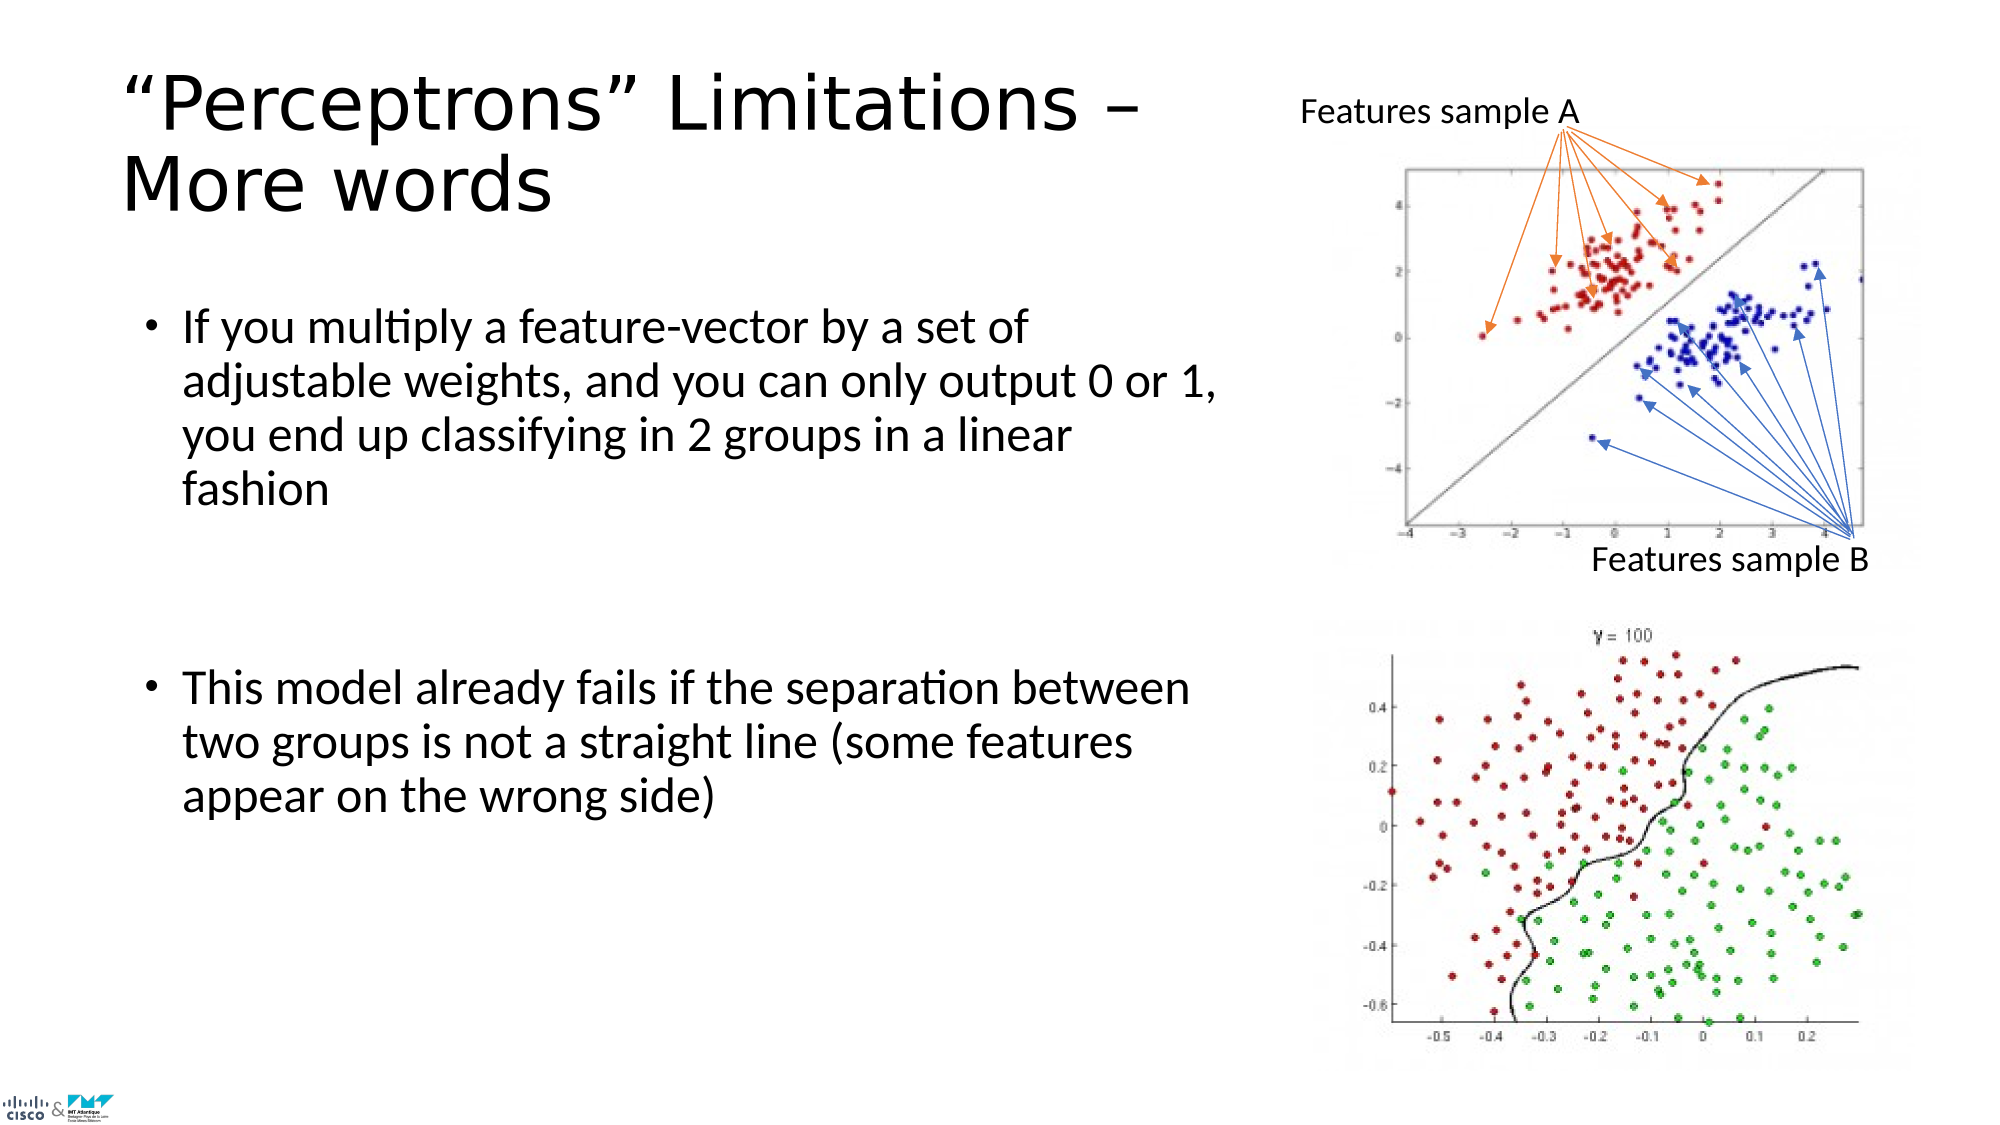 “Perceptrons” Limitations –
More words
• If you multiply a feature-vector by a set of
adjustable weights, and you can only output 0 or 1,
you end up classifying in 2 groups in a linear
fashion
• This model already fails if the separation between
two groups is not a straight line (some features
appear on the wrong side)
Features sample A
4
2
0
−2
−4
−4 −3 −2 −1 0 1 2 3 4
Features sample B
γ = 100
0.4
0.2
0
-0.2
-0.4
-0.6
-0.5 -0.4 -0.3 -0.2 -0.1 0 0.1 0.2
CISCO & IMT Atlantique